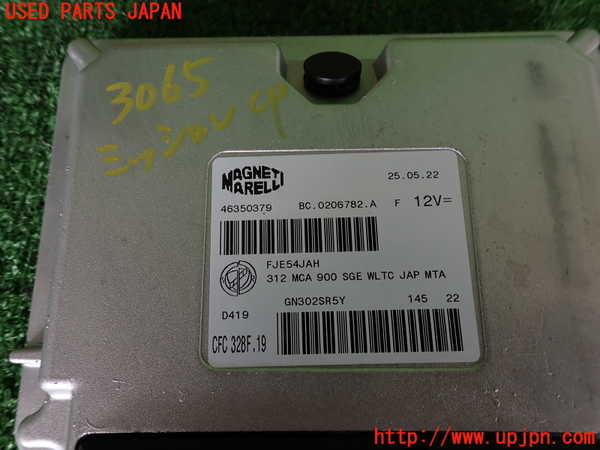 USED PARTS JAPAN
3065
ミッションCP
MAGNETI MARELLI
25.05.22
46350379 BC.0206782.A F 12V=
FJE54JAH
312 MCA 900 SGE WLTC JAP MTA
GN302SR5Y 145 22
D419
CFC 328F.19
http://www.upjpn.com/